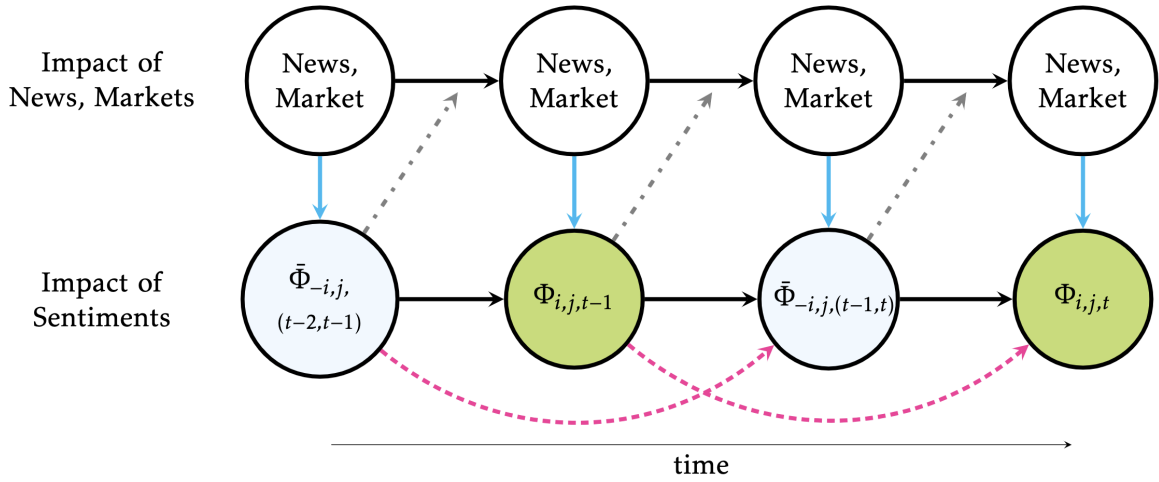 Impact of
News, Markets
News,
Market
News,
Market
News,
Market
News,
Market
Impact of
Sentiments
Φ̄₋ᵢ,ⱼ,
(t−2,t−1)
Φi,j,t−1
Φ̄−i,j,(t−1,t)
Φi,j,t
time